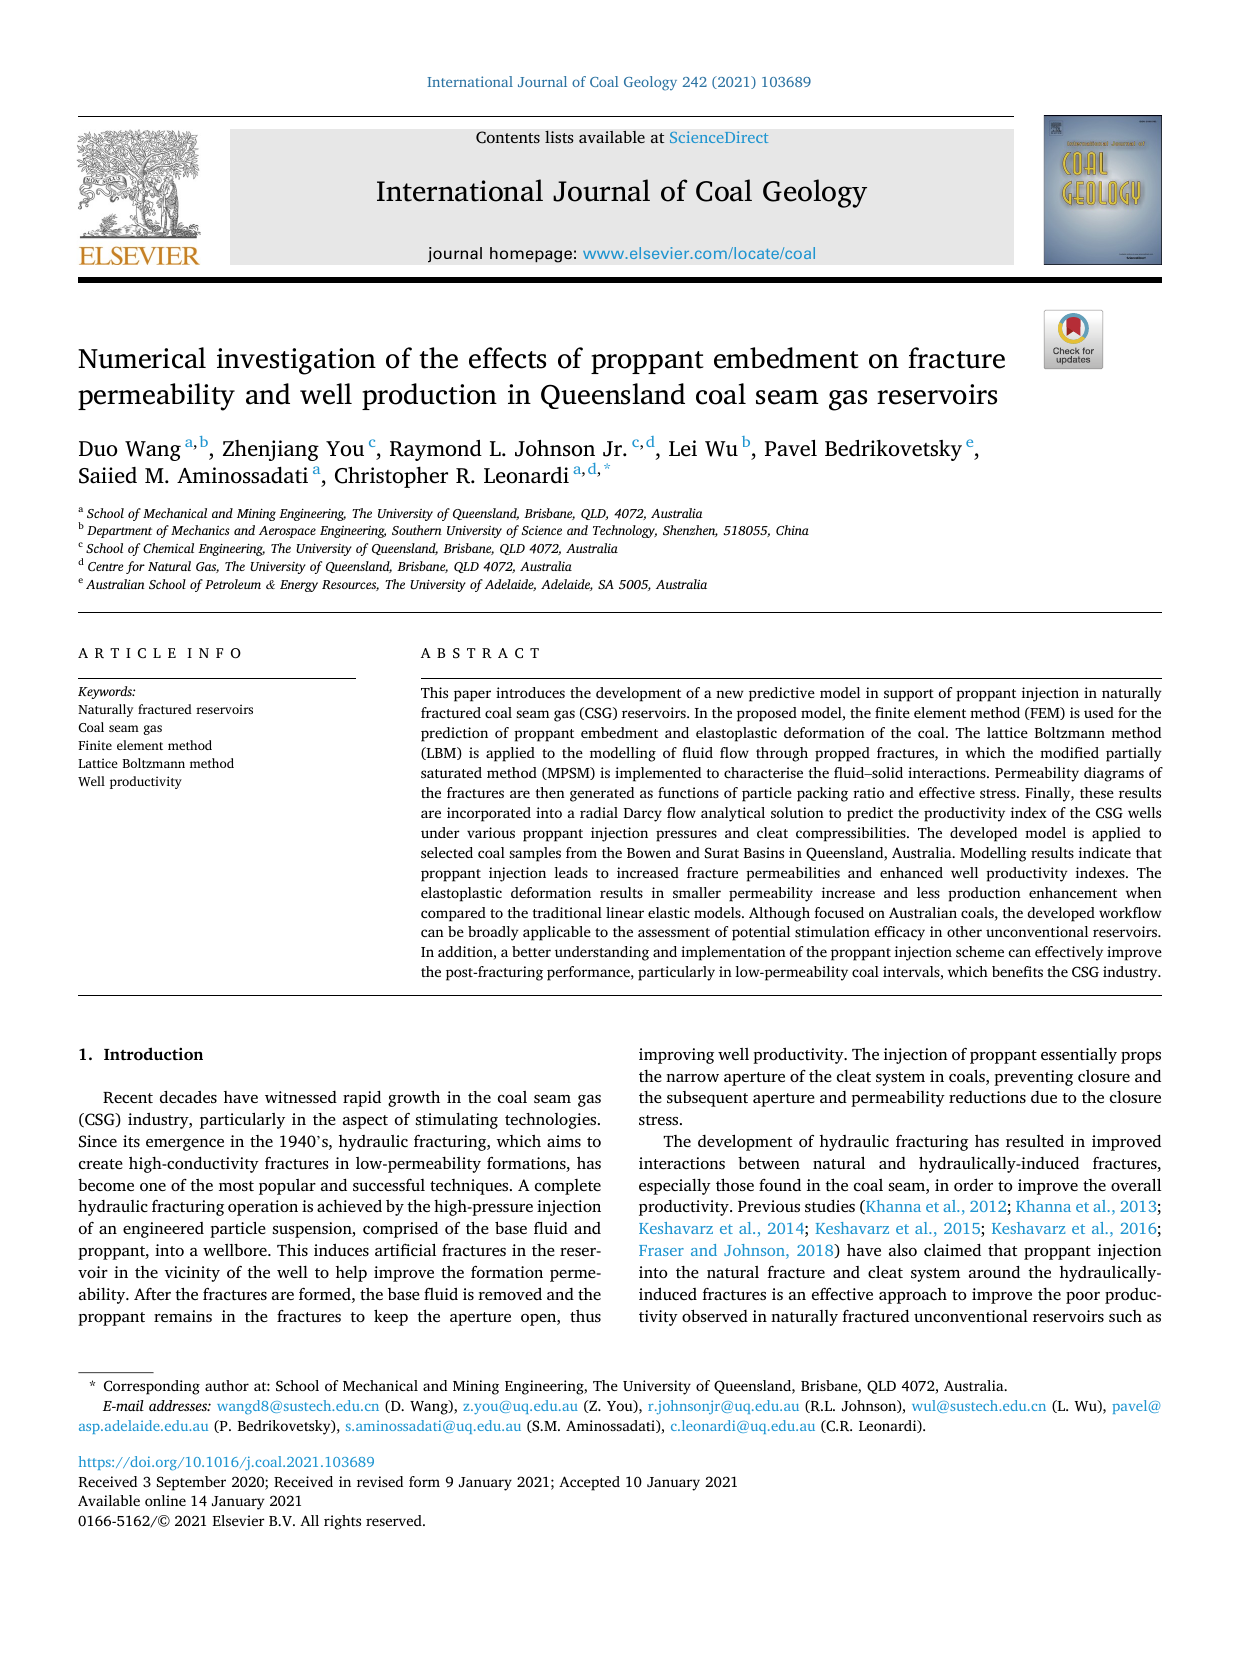 International Journal of Coal Geology 242 (2021) 103689
Contents lists available at ScienceDirect
International Journal of Coal Geology
journal homepage: www.elsevier.com/locate/coal
ELSEVIER
International Journal of
COAL
GEOLOGY
Check for
updates
Numerical investigation of the effects of proppant embedment on fracture
permeability and well production in Queensland coal seam gas reservoirs
Duo Wang a,b, Zhenjiang You c, Raymond L. Johnson Jr. c,d, Lei Wu b, Pavel Bedrikovetsky e,
Saiied M. Aminossadati a, Christopher R. Leonardi a,d,*
a School of Mechanical and Mining Engineering, The University of Queensland, Brisbane, QLD, 4072, Australia
b Department of Mechanics and Aerospace Engineering, Southern University of Science and Technology, Shenzhen, 518055, China
c School of Chemical Engineering, The University of Queensland, Brisbane, QLD 4072, Australia
d Centre for Natural Gas, The University of Queensland, Brisbane, QLD 4072, Australia
e Australian School of Petroleum & Energy Resources, The University of Adelaide, Adelaide, SA 5005, Australia
ARTICLE INFO
Keywords:
Naturally fractured reservoirs
Coal seam gas
Finite element method
Lattice Boltzmann method
Well productivity
ABSTRACT
This paper introduces the development of a new predictive model in support of proppant injection in naturally
fractured coal seam gas (CSG) reservoirs. In the proposed model, the finite element method (FEM) is used for the
prediction of proppant embedment and elastoplastic deformation of the coal. The lattice Boltzmann method
(LBM) is applied to the modelling of fluid flow through propped fractures, in which the modified partially
saturated method (MPSM) is implemented to characterise the fluid–solid interactions. Permeability diagrams of
the fractures are then generated as functions of particle packing ratio and effective stress. Finally, these results
are incorporated into a radial Darcy flow analytical solution to predict the productivity index of the CSG wells
under various proppant injection pressures and cleat compressibilities. The developed model is applied to
selected coal samples from the Bowen and Surat Basins in Queensland, Australia. Modelling results indicate that
proppant injection leads to increased fracture permeabilities and enhanced well productivity indexes. The
elastoplastic deformation results in smaller permeability increase and less production enhancement when
compared to the traditional linear elastic models. Although focused on Australian coals, the developed workflow
can be broadly applicable to the assessment of potential stimulation efficacy in other unconventional reservoirs.
In addition, a better understanding and implementation of the proppant injection scheme can effectively improve
the post-fracturing performance, particularly in low-permeability coal intervals, which benefits the CSG industry.
1. Introduction
Recent decades have witnessed rapid growth in the coal seam gas
(CSG) industry, particularly in the aspect of stimulating technologies.
Since its emergence in the 1940's, hydraulic fracturing, which aims to
create high-conductivity fractures in low-permeability formations, has
become one of the most popular and successful techniques. A complete
hydraulic fracturing operation is achieved by the high-pressure injection
of an engineered particle suspension, comprised of the base fluid and
proppant, into a wellbore. This induces artificial fractures in the reser-
voir in the vicinity of the well to help improve the formation perme-
ability. After the fractures are formed, the base fluid is removed and the
proppant remains in the fractures to keep the aperture open, thus
improving well productivity. The injection of proppant essentially props
the narrow aperture of the cleat system in coals, preventing closure and
the subsequent aperture and permeability reductions due to the closure
stress.
The development of hydraulic fracturing has resulted in improved
interactions between natural and hydraulically-induced fractures,
especially those found in the coal seam, in order to improve the overall
productivity. Previous studies (Khanna et al., 2012; Khanna et al., 2013;
Keshavarz et al., 2014; Keshavarz et al., 2015; Keshavarz et al., 2016;
Fraser and Johnson, 2018) have also claimed that proppant injection
into the natural fracture and cleat system around the hydraulically-
induced fractures is an effective approach to improve the poor produc-
tivity observed in naturally fractured unconventional reservoirs such as
* Corresponding author at: School of Mechanical and Mining Engineering, The University of Queensland, Brisbane, QLD 4072, Australia.
E-mail addresses: wangd8@sustech.edu.cn (D. Wang), z.you@uq.edu.au (Z. You), r.johnsonjr@uq.edu.au (R.L. Johnson), wul@sustech.edu.cn (L. Wu), pavel@
asp.adelaide.edu.au (P. Bedrikovetsky), s.aminossadati@uq.edu.au (S.M. Aminossadati), c.leonardi@uq.edu.au (C.R. Leonardi).
https://doi.org/10.1016/j.coal.2021.103689
Received 3 September 2020; Received in revised form 9 January 2021; Accepted 10 January 2021
Available online 14 January 2021
0166-5162/© 2021 Elsevier B.V. All rights reserved.